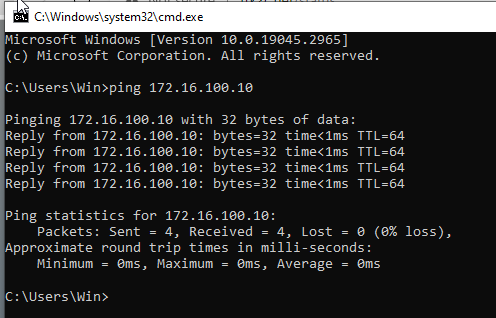 C:\Windows\system32\cmd.exe
Microsoft Windows [Version 10.0.19045.2965]
(c) Microsoft Corporation. All rights reserved.
C:\Users\Win>ping 172.16.100.10
Pinging 172.16.100.10 with 32 bytes of data:
Reply from 172.16.100.10: bytes=32 time<1ms TTL=64
Reply from 172.16.100.10: bytes=32 time<1ms TTL=64
Reply from 172.16.100.10: bytes=32 time<1ms TTL=64
Reply from 172.16.100.10: bytes=32 time<1ms TTL=64
Ping statistics for 172.16.100.10:
Packets: Sent = 4, Received = 4, Lost = 0 (0% loss),
Approximate round trip times in milli-seconds:
Minimum = 0ms, Maximum = 0ms, Average = 0ms
C:\Users\Win>